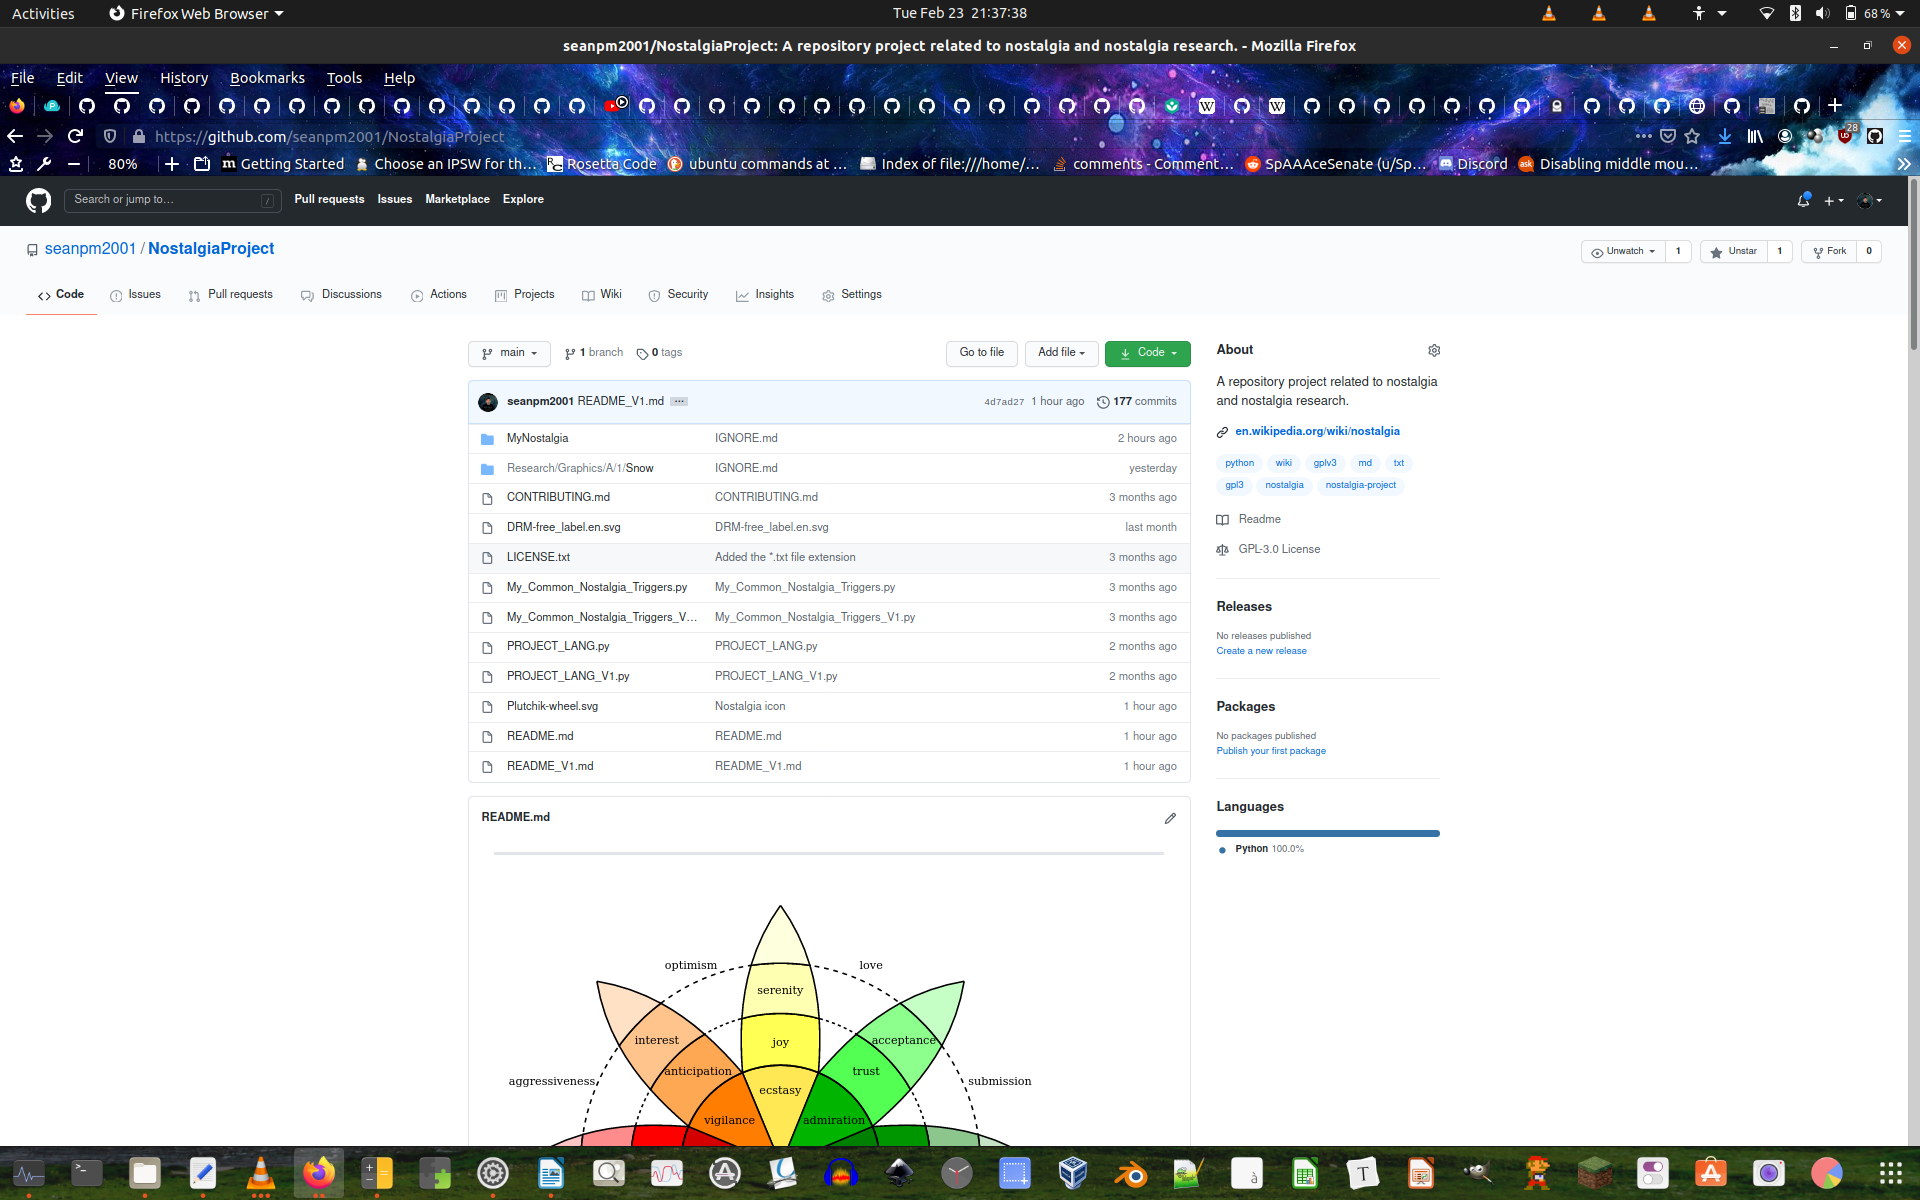 Activities Firefox Web Browser Tue Feb 23 21:37:38 68 %
seanpm2001/NostalgiaProject: A repository project related to nostalgia and nostalgia research. - Mozilla Firefox
File Edit View History Bookmarks Tools Help
https://github.com/seanpm2001/NostalgiaProject 28
80% Getting Started Choose an IPSW for th… Rosetta Code ubuntu commands at … Index of file:///home/… comments - Comment… SpAAAceSenate (u/Sp… Discord Disabling middle mou…
Search or jump to… / Pull requests Issues Marketplace Explore
seanpm2001 / NostalgiaProject Unwatch 1 Unstar 1 Fork 0
Code Issues Pull requests Discussions Actions Projects Wiki Security Insights Settings
main 1 branch 0 tags Go to file Add file Code
seanpm2001 README_V1.md … 4d7ad27 1 hour ago 177 commits
MyNostalgia IGNORE.md 2 hours ago
Research/Graphics/A/1/Snow IGNORE.md yesterday
CONTRIBUTING.md CONTRIBUTING.md 3 months ago
DRM-free_label.en.svg DRM-free_label.en.svg last month
LICENSE.txt Added the *.txt file extension 3 months ago
My_Common_Nostalgia_Triggers.py My_Common_Nostalgia_Triggers.py 3 months ago
My_Common_Nostalgia_Triggers_V… My_Common_Nostalgia_Triggers_V1.py 3 months ago
PROJECT_LANG.py PROJECT_LANG.py 2 months ago
PROJECT_LANG_V1.py PROJECT_LANG_V1.py 2 months ago
Plutchik-wheel.svg Nostalgia icon 1 hour ago
README.md README.md 1 hour ago
README_V1.md README_V1.md 1 hour ago
About
A repository project related to nostalgia
and nostalgia research.
en.wikipedia.org/wiki/nostalgia
python wiki gplv3 md txt
gpl3 nostalgia nostalgia-project
Readme
GPL-3.0 License
Releases
No releases published
Create a new release
Packages
No packages published
Publish your first package
Languages
Python 100.0%
README.md
optimism love
serenity
interest joy acceptance
anticipation trust
aggressiveness ecstasy submission
vigilance admiration